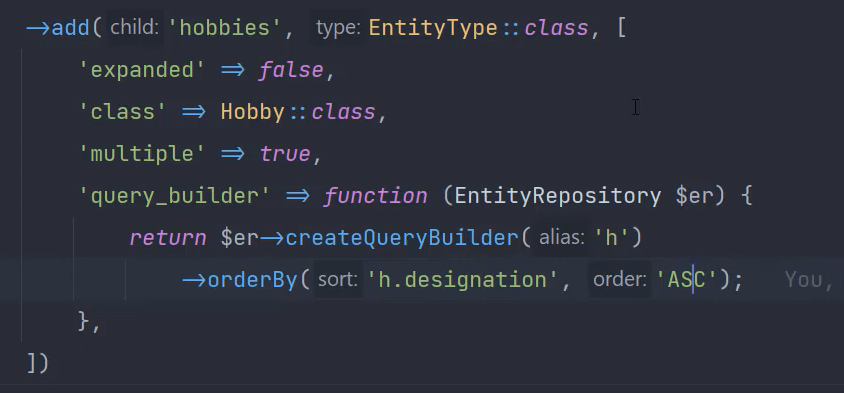 ->add( child: 'hobbies', type: EntityType::class, [
'expanded' => false,
'class' => Hobby::class,
'multiple' => true,
'query_builder' => function (EntityRepository $er) {
return $er->createQueryBuilder( alias: 'h')
->orderBy( sort: 'h.designation', order: 'ASC'); You,
},
])